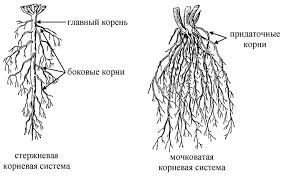 главный корень
боковые корни
стержневая
корневая система
придаточные
корни
мочковатая
корневая система